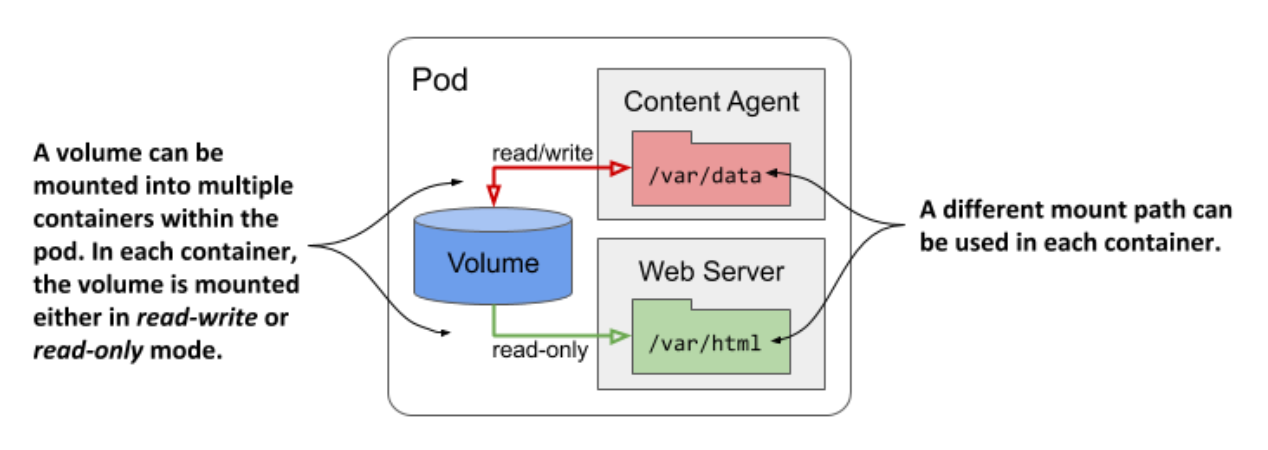 Pod
Content Agent
read/write
/var/data
A volume can be
mounted into multiple
containers within the
pod. In each container,
the volume is mounted
either in read-write or
read-only mode.
A different mount path can
be used in each container.
Volume
Web Server
/var/html
read-only